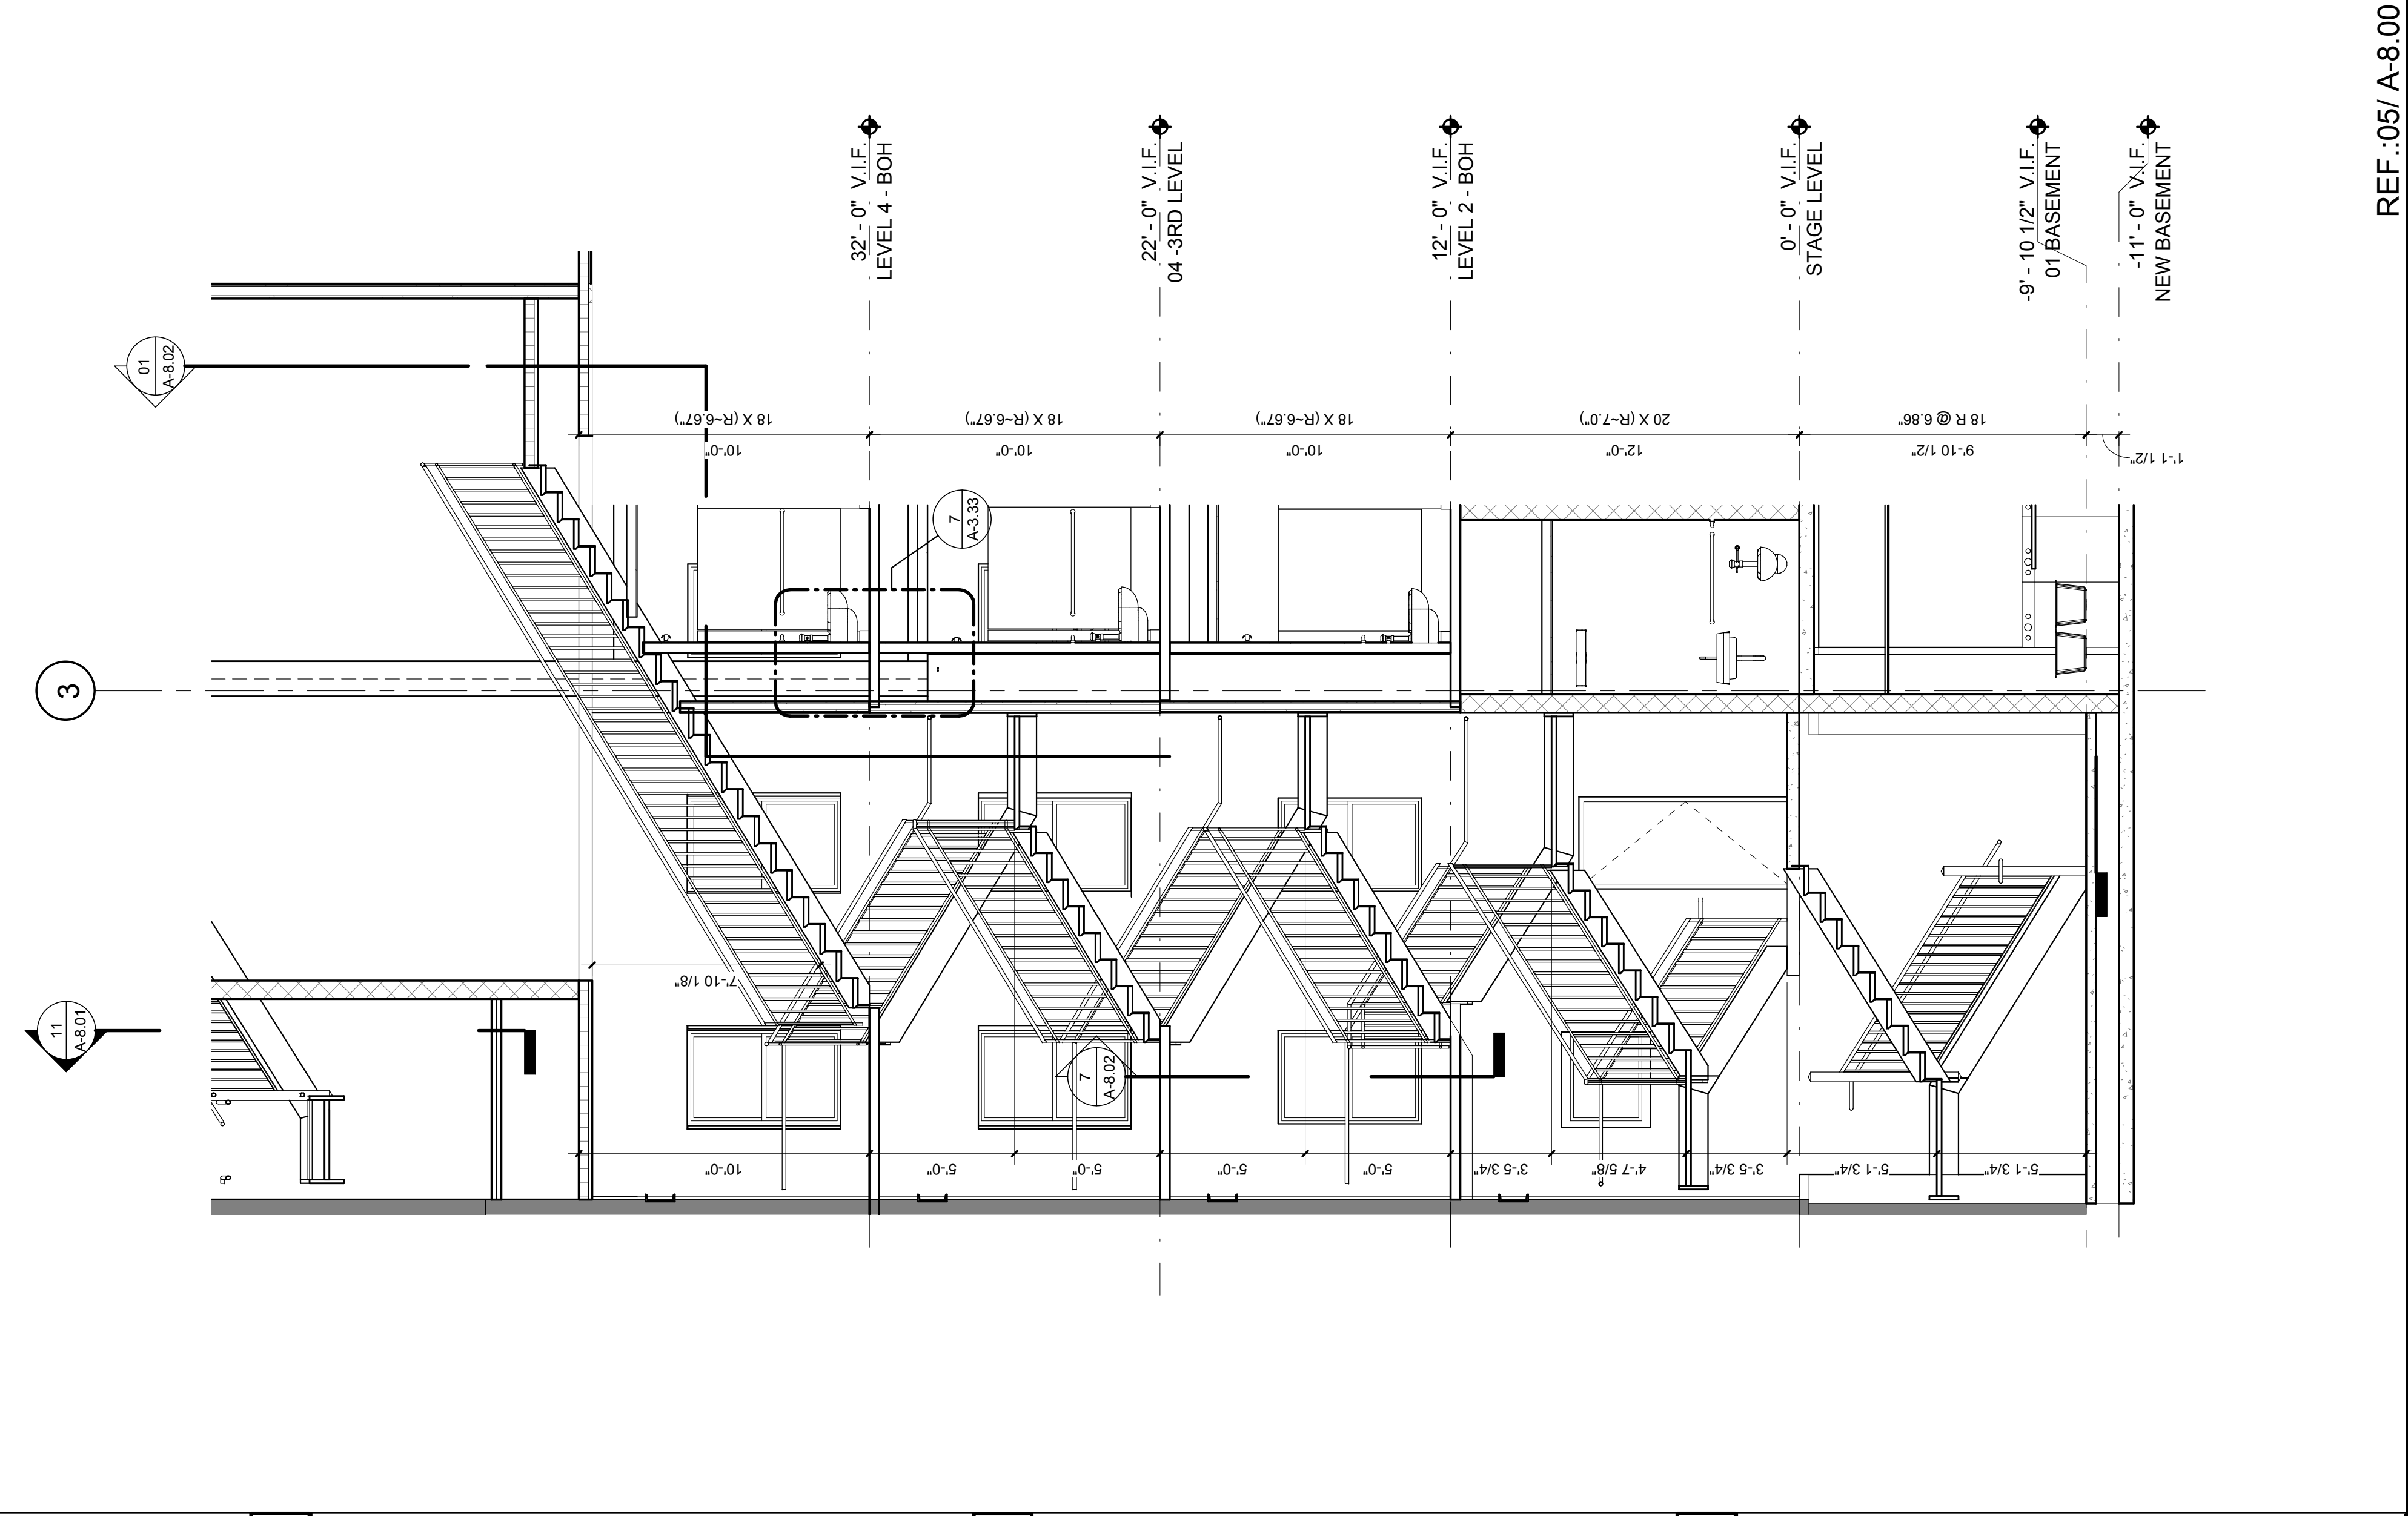 REF.:05/ A-8.00
01
A-8.02
32' - 0" V.I.F.
LEVEL 4 - BOH
22' - 0" V.I.F.
04 -3RD LEVEL
12' - 0" V.I.F.
LEVEL 2 - BOH
0' - 0" V.I.F.
STAGE LEVEL
-9' - 10 1/2" V.I.F.
01 BASEMENT
-11' - 0" V.I.F.
NEW BASEMENT
18 X (R~6.67")
10'-0"
18 X (R~6.67")
10'-0"
18 X (R~6.67")
10'-0"
20 X (R~7.0")
12'-0"
18 R @ 6.86"
9'-10 1/2"
1'-1 1/2"
7
A-3.33
3
7'-10 1/8"
11
A-8.01
7
A-8.02
10'-0"
5'-0"
5'-0"
5'-0"
5'-0"
3'-5 3/4"
4'-7 5/8"
3'-5 3/4"
5'-1 3/4"
5'-1 3/4"